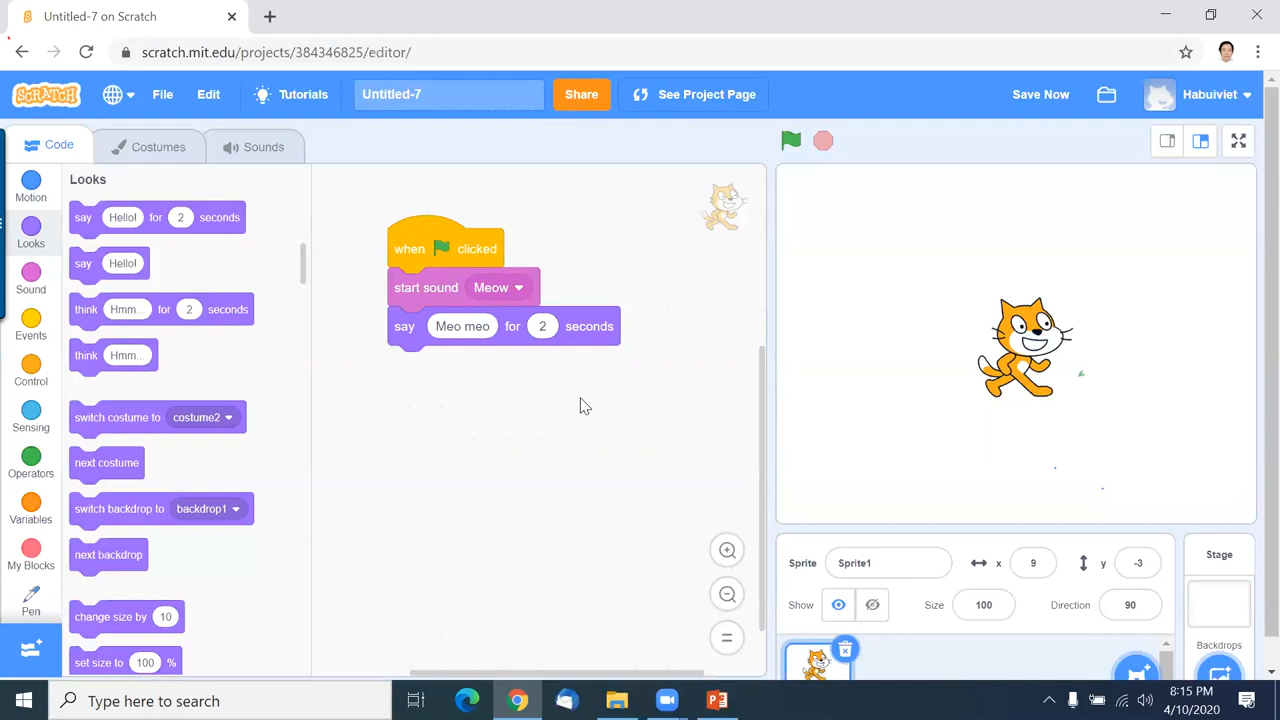 Untitled-7 on Scratch
scratch.mit.edu/projects/384346825/editor/
SCRATCH
File
Edit
Tutorials
Untitled-7
Share
See Project Page
Save Now
Habuiviet
Code
Costumes
Sounds
Motion
Looks
Sound
Events
Control
Sensing
Operators
Variables
My Blocks
Pen
Looks
say Hello! for 2 seconds
say Hello!
think Hmm... for 2 seconds
think Hmm...
switch costume to costume2
next costume
switch backdrop to backdrop1
next backdrop
change size by 10
set size to 100 %
when clicked
start sound Meow
say Meo meo for 2 seconds
Sprite Sprite1 x 9 y -3
Show Size 100 Direction 90
Stage
Backdrops
Type here to search
8:15 PM
4/10/2020